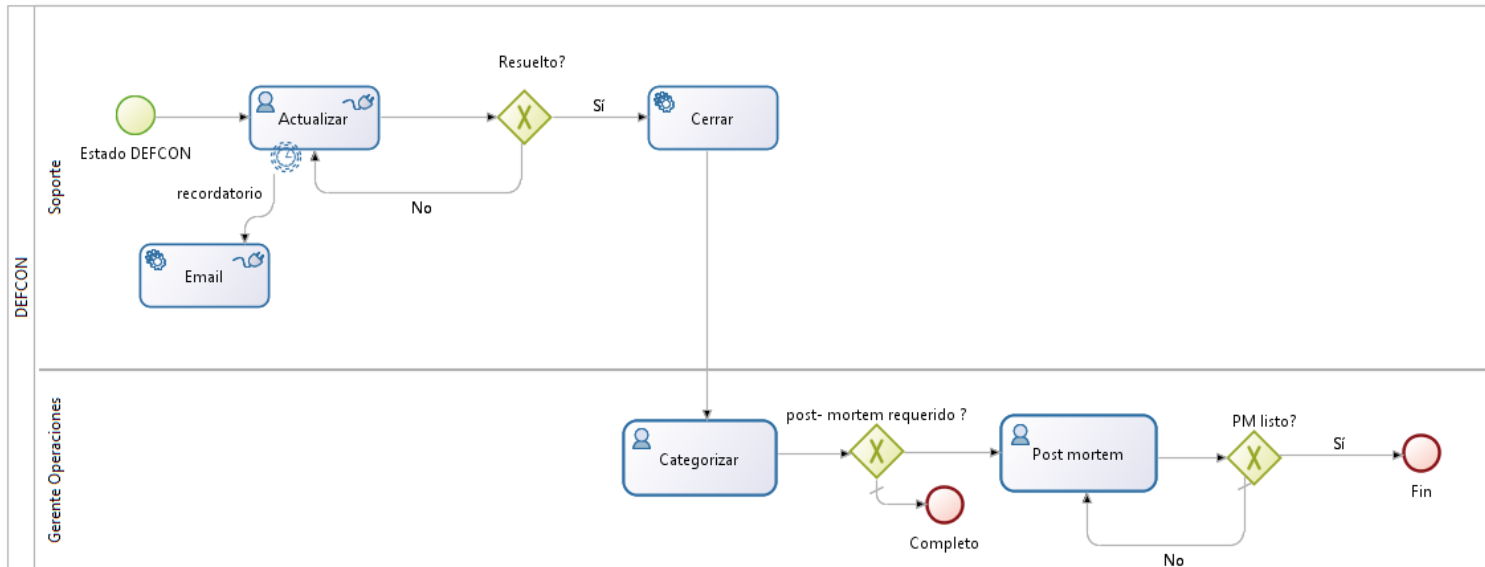 DEFCON
Soporte
Estado DEFCON
Actualizar
Resuelto?
Sí
Cerrar
No
recordatorio
Email
Gerente Operaciones
Categorizar
post- mortem requerido ?
Completo
Post mortem
PM listo?
Sí
No
Fin